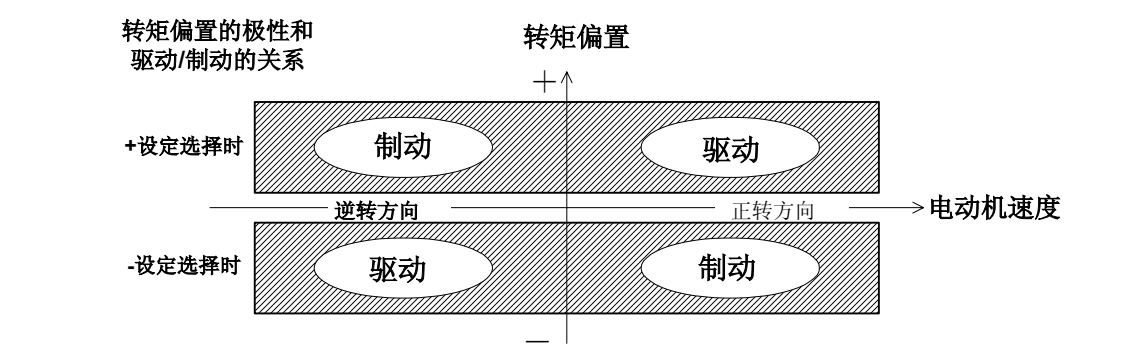 转矩偏置的极性和
驱动/制动的关系
转矩偏置
+
+设定选择时
制动
驱动
逆转方向
正转方向
电动机速度
-设定选择时
驱动
制动
—